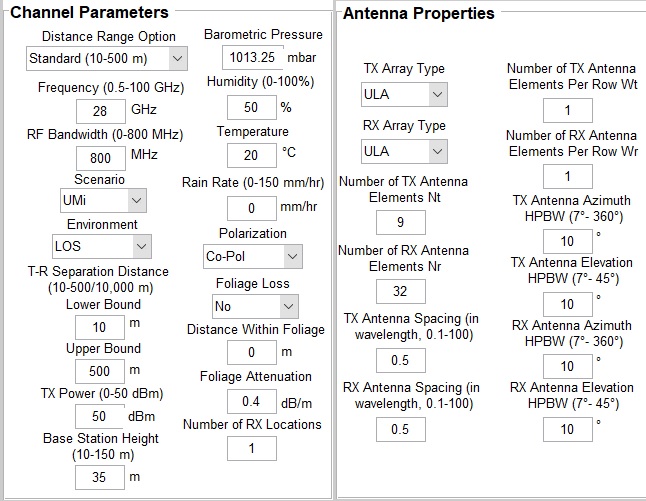 Channel Parameters
Distance Range Option
Standard (10-500 m)
Frequency (0.5-100 GHz)
28 GHz
RF Bandwidth (0-800 MHz)
800 MHz
Scenario
UMi
Environment
LOS
T-R Separation Distance
(10-500/10,000 m)
Lower Bound
10 m
Upper Bound
500 m
TX Power (0-50 dBm)
50 dBm
Base Station Height
(10-150 m)
35 m
Barometric Pressure
1013.25 mbar
Humidity (0-100%)
50 %
Temperature
20 °C
Rain Rate (0-150 mm/hr)
0 mm/hr
Polarization
Co-Pol
Foliage Loss
No
Distance Within Foliage
0 m
Foliage Attenuation
0.4 dB/m
Number of RX Locations
1
Antenna Properties
TX Array Type
ULA
RX Array Type
ULA
Number of TX Antenna
Elements Nt
9
Number of RX Antenna
Elements Nr
32
TX Antenna Spacing (in
wavelength, 0.1-100)
0.5
RX Antenna Spacing (in
wavelength, 0.1-100)
0.5
Number of TX Antenna
Elements Per Row Wt
1
Number of RX Antenna
Elements Per Row Wr
1
TX Antenna Azimuth
HPBW (7°- 360°)
10 °
TX Antenna Elevation
HPBW (7°- 45°)
10 °
RX Antenna Azimuth
HPBW (7°- 360°)
10 °
RX Antenna Elevation
HPBW (7°- 45°)
10 °